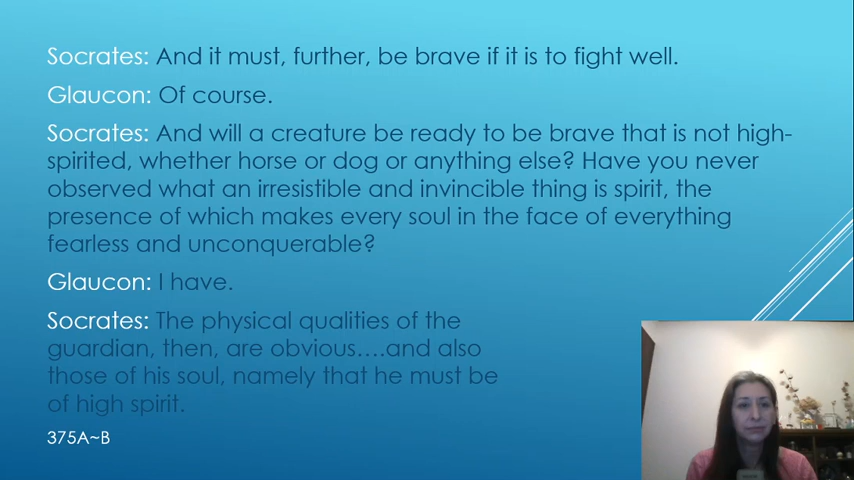 Socrates: And it must, further, be brave if it is to fight well.
Glaucon: Of course.
Socrates: And will a creature be ready to be brave that is not high-
spirited, whether horse or dog or anything else? Have you never
observed what an irresistible and invincible thing is spirit, the
presence of which makes every soul in the face of everything
fearless and unconquerable?
Glaucon: I have.
Socrates: The physical qualities of the
guardian, then, are obvious….and also
those of his soul, namely that he must be
of high spirit.
375A~B